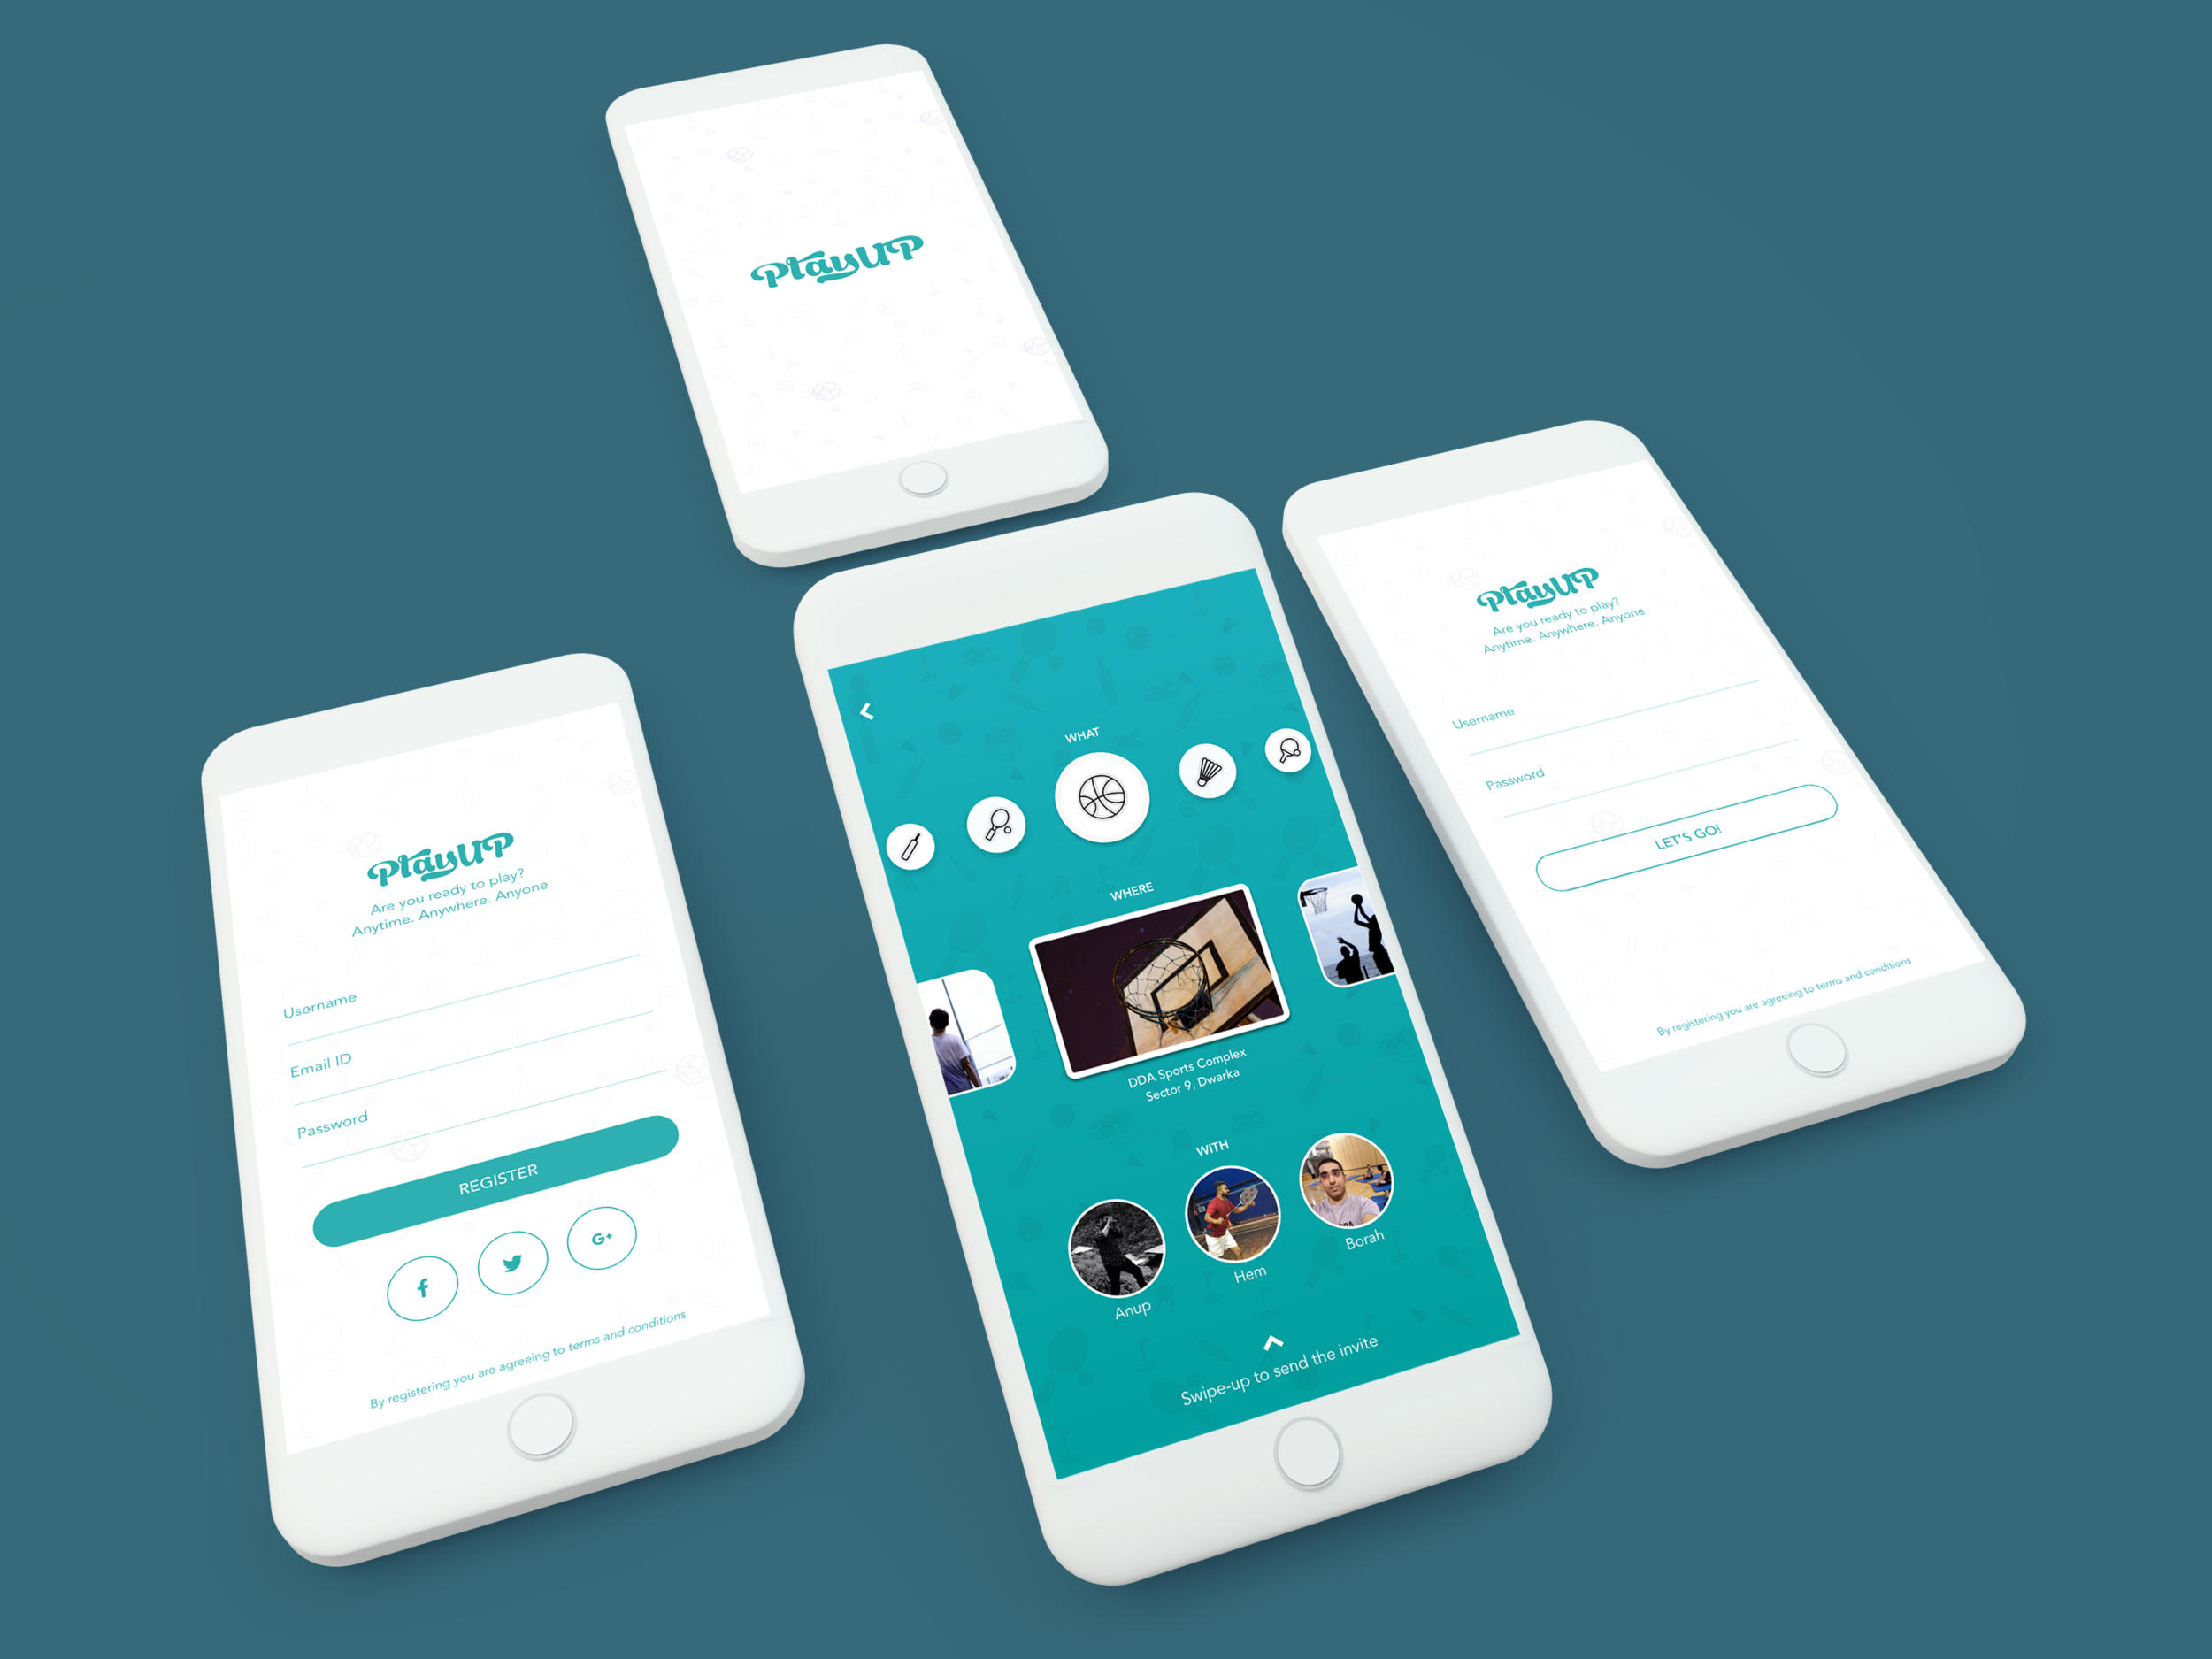 PlayUP
PlayUP
Are you ready to play?
Anytime. Anywhere. Anyone
Username
Email ID
Password
REGISTER
f
G+
By registering you are agreeing to terms and conditions
WHAT
WHERE
DDA Sports Complex
Sector 9, Dwarka
WITH
Anup
Hem
Borah
Swipe-up to send the invite
PlayUP
Are you ready to play?
Anytime. Anywhere. Anyone
Username
Password
LET'S GO!
By registering you are agreeing to terms and conditions